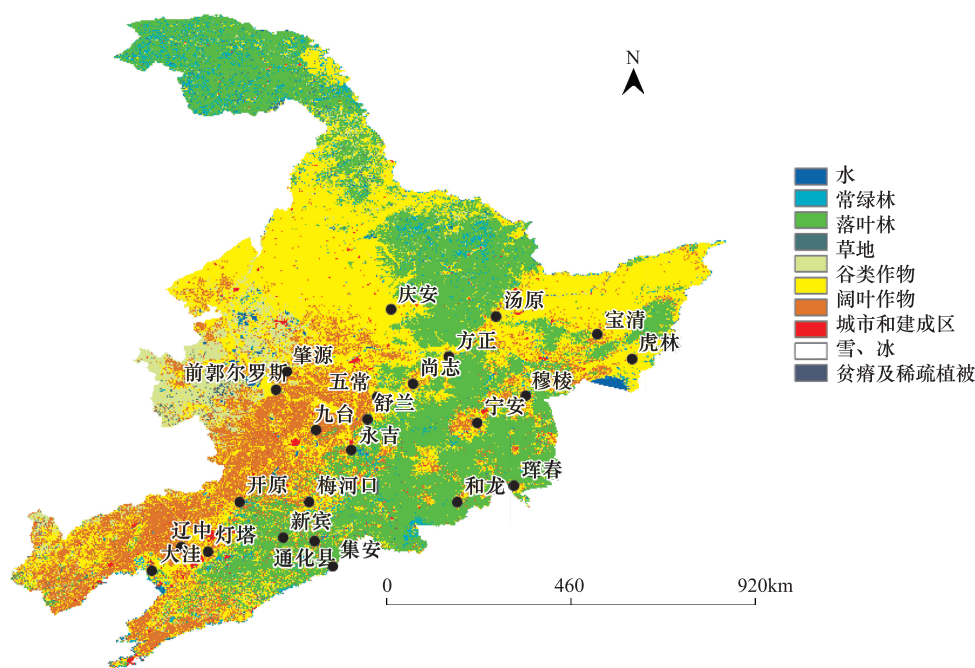 N
水
常绿林
落叶林
草地
谷类作物
阔叶作物
城市和建成区
雪、冰
贫瘠及稀疏植被
庆安
汤原
宝清
虎林
方正
肇源
尚志
前郭尔罗斯
五常
穆棱
舒兰
宁安
九台
永吉
珲春
开原
梅河口
和龙
新宾
辽中
灯塔
集安
大洼
通化县
0 460 920km